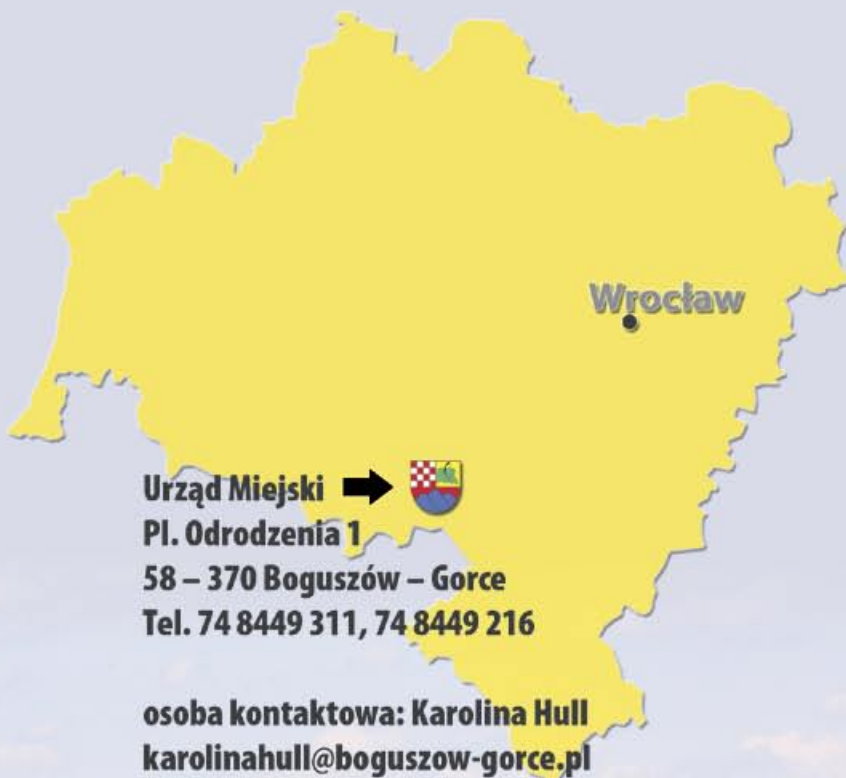 Wrocław
Urząd Miejski
Pl. Odrodzenia 1
58 – 370 Boguszów – Gorce
Tel. 74 8449 311, 74 8449 216
osoba kontaktowa: Karolina Hull
karolinahull@boguszow-gorce.pl